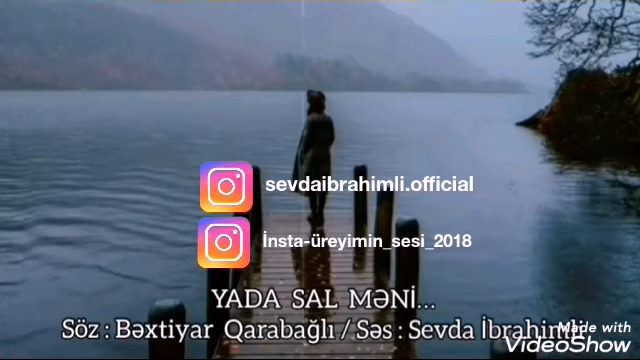 sevdaibrahimli.official
İnsta-üreyimin_sesi_2018
YADA SAL MƏNİ...
Söz : Bəxtiyar Qarabağlı / Səs : Sevda İbrahimli
Made with
VideoShow